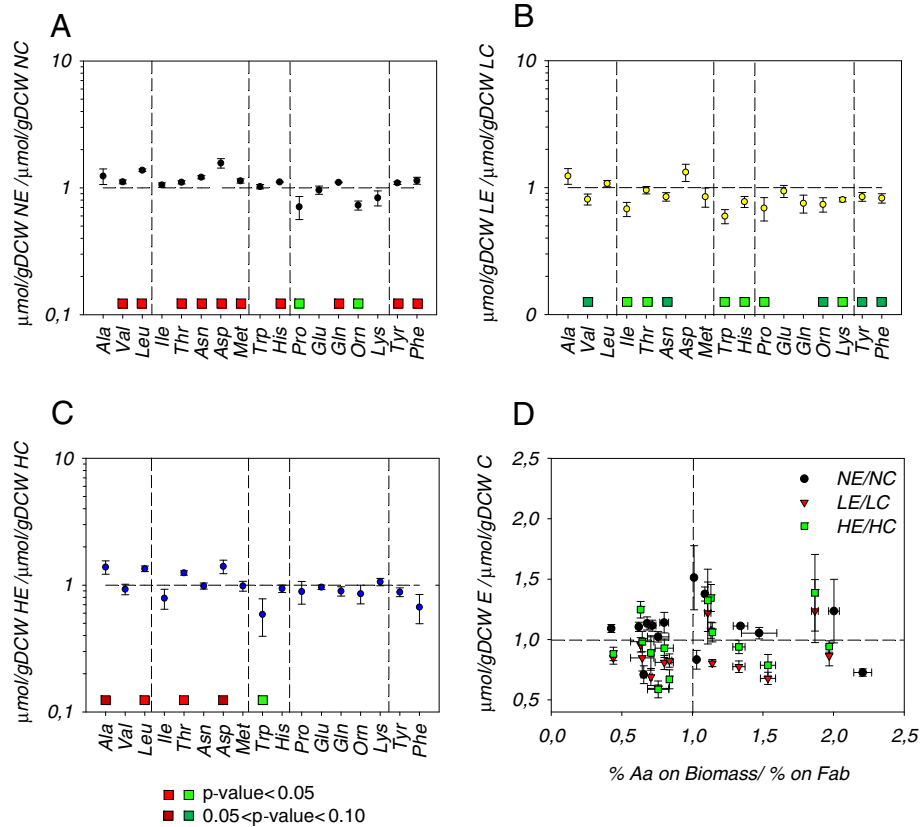 A
μmol/gDCW NE /μmol/gDCW NC
10
1
0,1
Ala Val Leu Ile Thr Asn Asp Met Trp His Pro Glu Gln Orn Lys Tyr Phe
B
μmol/gDCW LE /μmol/gDCW LC
10
1
0
Ala Val Leu Ile Thr Asn Asp Met Trp His Pro Glu Gln Orn Lys Tyr Phe
C
μmol/gDCW HE /μmol/gDCW HC
10
1
0,1
Ala Val Leu Ile Thr Asn Asp Met Trp His Pro Glu Gln Orn Lys Tyr Phe
p-value<0.05
0.05<p-value<0.10
D
μmol/gDCW E / μmol/gDCW C
2,5
2,0
1,5
1,0
0,5
NE/NC
LE/LC
HE/HC
0,0 0,5 1,0 1,5 2,0 2,5
% Aa on Biomass/ % on Fab